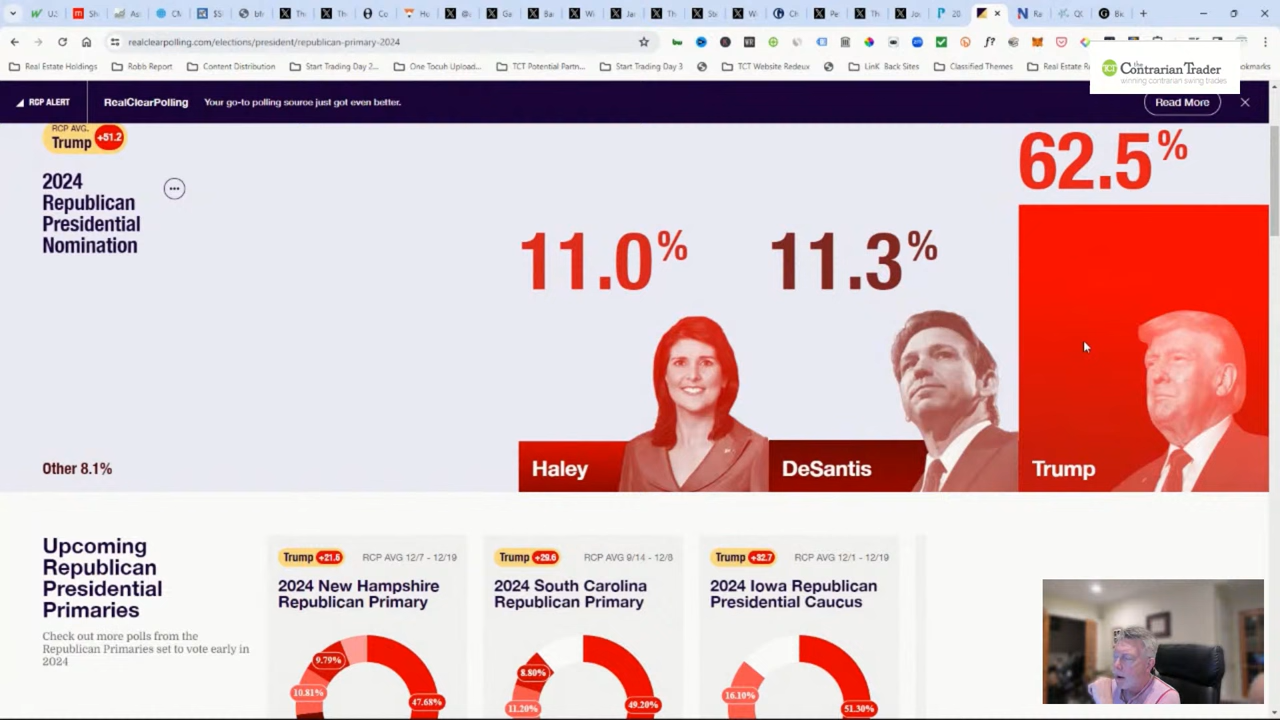 realclearpolling.com/elections/president/republican-primary-2024
Real Estate Holdings
Robb Report
Content Distribution
Start Trading Day 2...
One Tocuh Upload...
TCT Potential Partn...
Start Trading Day 3
TCT Website Redeux
LinK Back Sites
Classified Themes
TCT
the
Contrarian Trader
winning contrarian swing trades
RCP ALERT
RealClearPolling
Your go-to polling source just got even better.
Read More
RCP AVG.
Trump +51.2
2024
Republican
Presidential
Nomination
62.5%
11.0%
11.3%
Haley
DeSantis
Trump
Other 8.1%
Upcoming
Republican
Presidential
Primaries
Check out more polls from the
Republican Primaries set to vote early in
2024
Trump +21.5
RCP AVG 12/7 - 12/19
2024 New Hampshire
Republican Primary
9.79%
10.81%
47.68%
Trump +29.6
RCP AVG 9/14 - 12/8
2024 South Carolina
Republican Primary
8.80%
11.20%
49.20%
Trump +32.7
RCP AVG 12/1 - 12/19
2024 Iowa Republican
Presidential Caucus
16.10%
51.30%